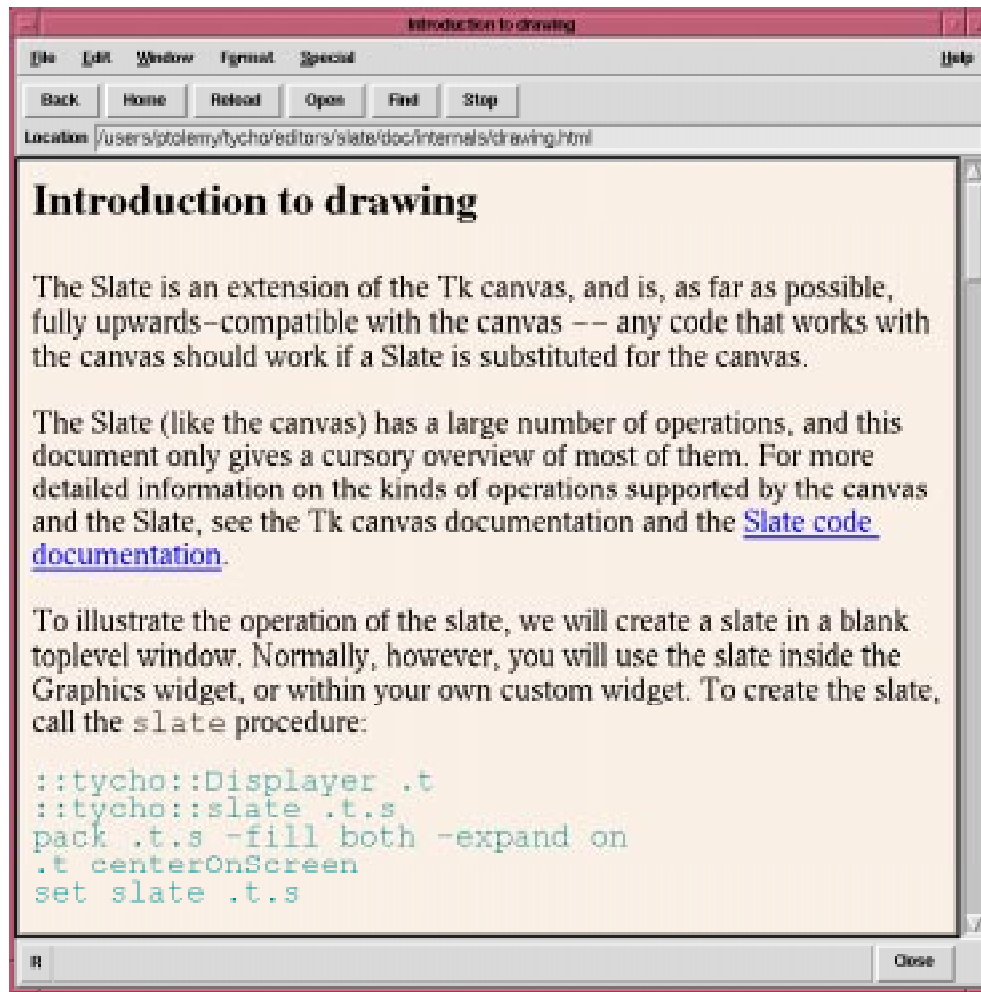 Introduction to drawing
File Edit Window Format Special Help
Back Home Reload Open Find Stop
Location /users/ptolemy/tycho/editors/slate/doc/internals/drawing.html
Introduction to drawing
The Slate is an extension of the Tk canvas, and is, as far as possible,
fully upwards-compatible with the canvas -- any code that works with
the canvas should work if a Slate is substituted for the canvas.
The Slate (like the canvas) has a large number of operations, and this
document only gives a cursory overview of most of them. For more
detailed information on the kinds of operations supported by the canvas
and the Slate, see the Tk canvas documentation and the Slate code
documentation.
To illustrate the operation of the slate, we will create a slate in a blank
toplevel window. Normally, however, you will use the slate inside the
Graphics widget, or within your own custom widget. To create the slate,
call the slate procedure:
::tycho::Displayer .t
::tycho::slate .t.s
pack .t.s -fill both -expand on
.t centerOnScreen
set slate .t.s
R Close